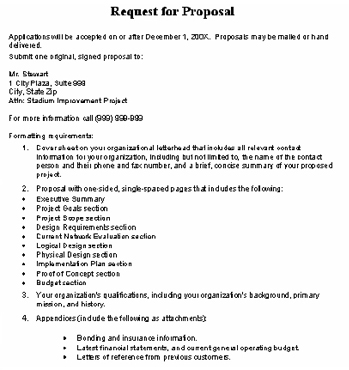 Request for Proposal
Applications will be accepted on or after December 1, 200X. Proposals may be mailed or hand
delivered.
Submit one original, signed proposal to:
Mr. Stewart
1 City Plaza, Suite 998
City, State Zip
Attn: Stadium Improvement Project
For more information call (999) 999-999
Formatting requirements:
1. Cover sheet on your organizational letterhead that includes all relevant contact
information for your organization, including but not limited to, the name of the contact
person and their phone and fax number, and a brief, concise summary of your proposed
project.
2. Proposal with one-sided, single-spaced pages that includes the following:
• Executive Summary
• Project Goals section
• Project Scope section
• Design Requirements section
• Current Network Evaluation section
• Logical Design section
• Physical Design section
• Implementation Plan section
• Proof of Concept section
• Budget section
3. Your organization's qualifications, including your organization's background, primary
mission, and history.
4. Appendices (include the following as attachments):
• Bonding and insurance information.
• Latest financial statements, and current general operating budget.
• Letters of reference from previous customers.